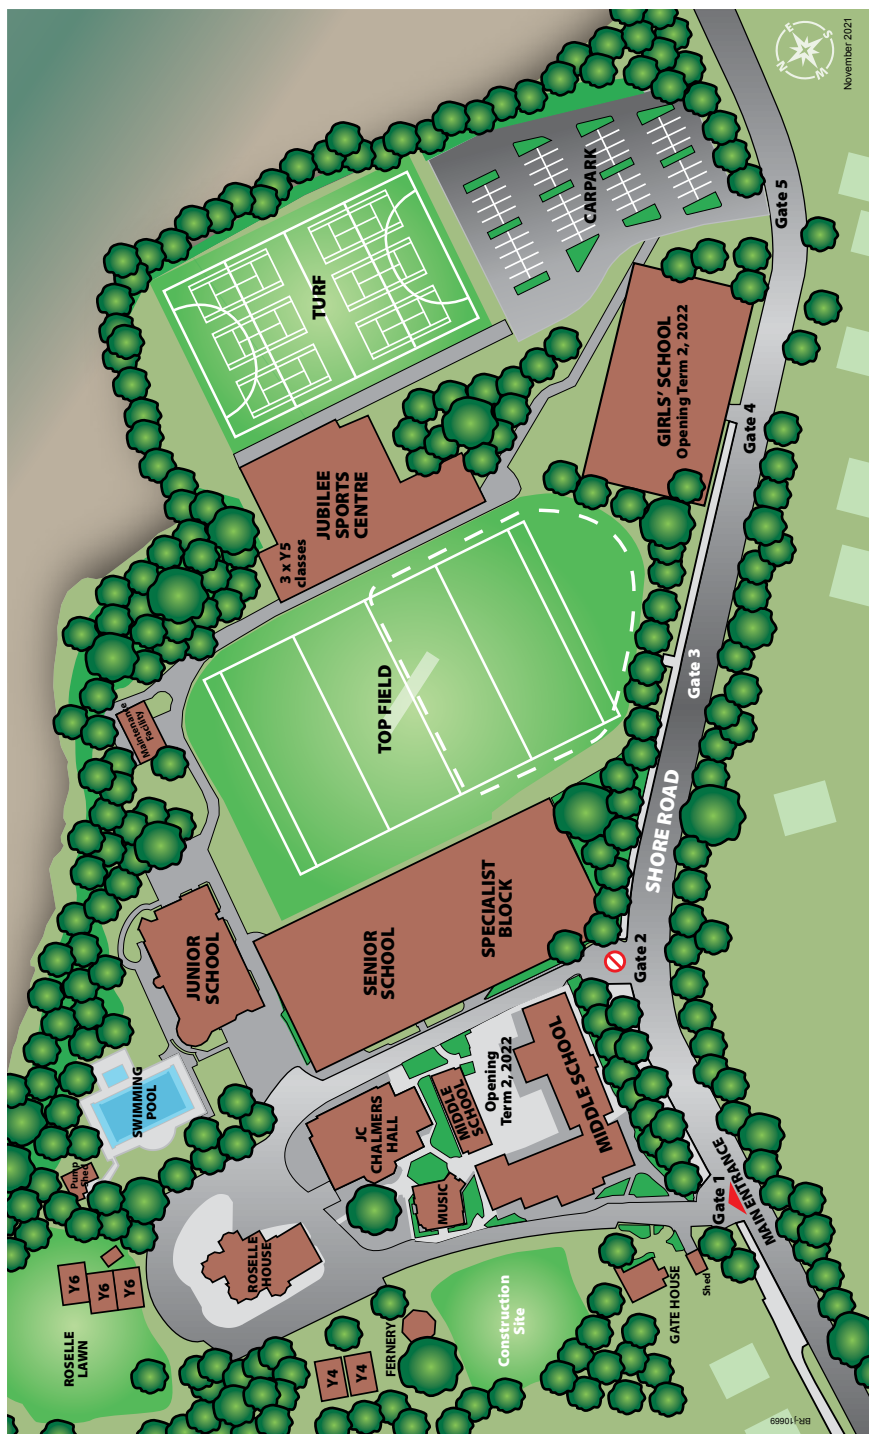 November 2021
N
E
S
W
CARPARK
Gate 5
TURF
GIRLS' SCHOOL
Opening Term 2, 2022
Gate 4
JUBILEE
SPORTS
CENTRE
3 x Y5
classes
Gate 3
TOP FIELD
Maintenance
Facility
SHORE ROAD
SPECIALIST
BLOCK
SENIOR
SCHOOL
JUNIOR
SCHOOL
Gate 2
SWIMMING
POOL
MIDDLE SCHOOL
Opening
Term 2, 2022
MIDDLE
SCHOOL
JC
CHALMERS
HALL
Pump
Shed
MUSIC
Gate 1
MAIN ENTRANCE
ROSELLE
HOUSE
Y6
Y6
Y6
ROSELLE
LAWN
Y4
Y4
FERNERY
Construction
Site
GATE HOUSE
Shed
BR-j10669